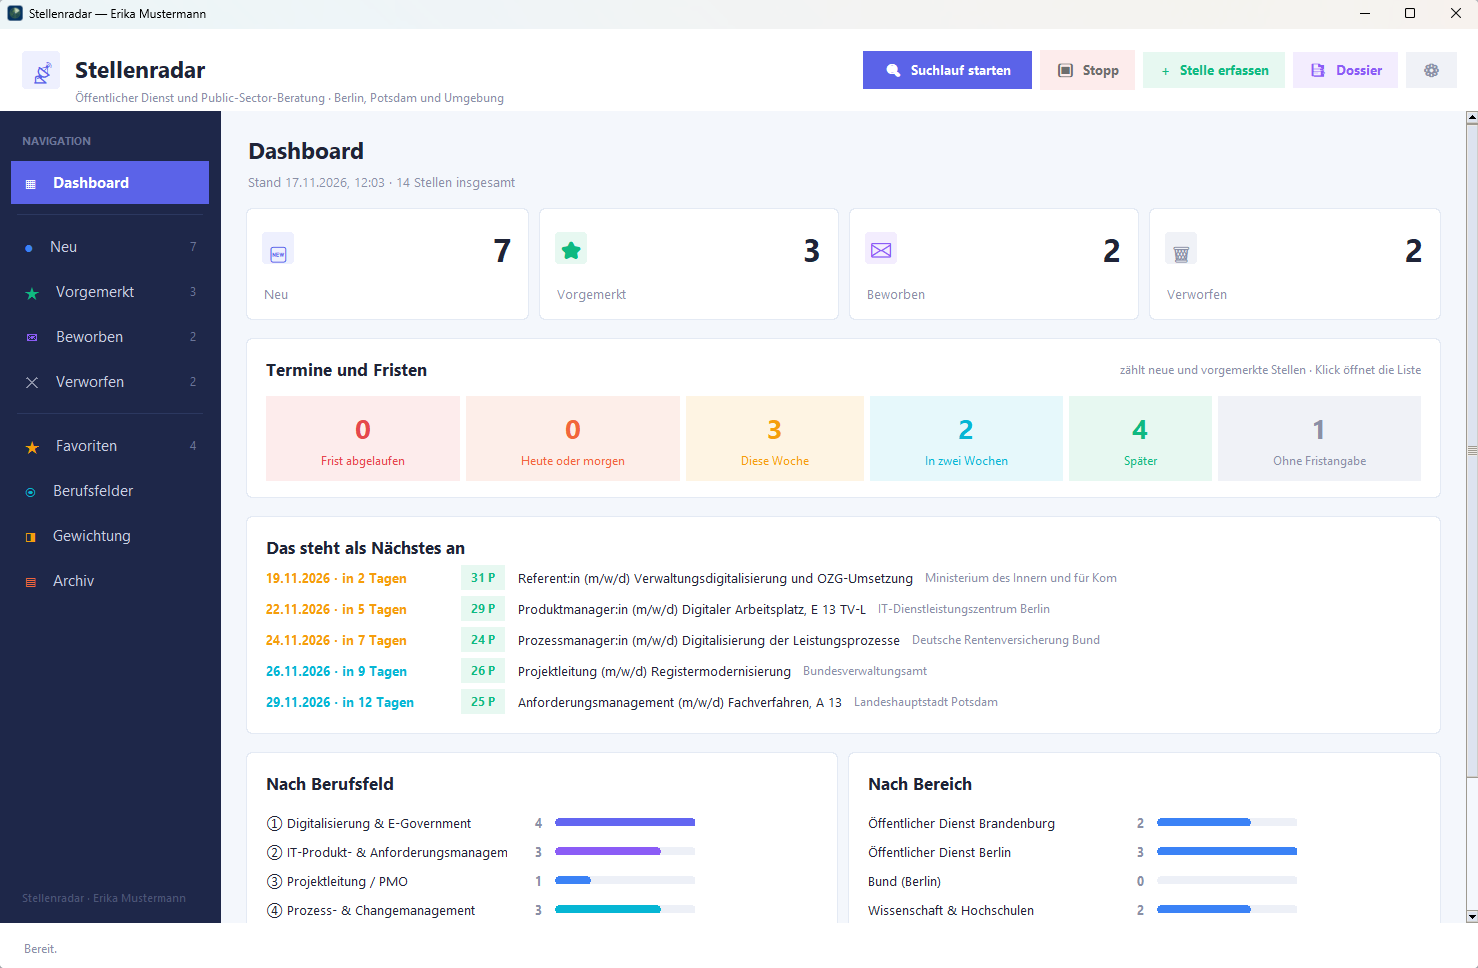 Stellenradar — Erika Mustermann
Stellenradar
Öffentlicher Dienst und Public-Sector-Beratung · Berlin, Potsdam und Umgebung
Suchlauf starten
Stopp
+ Stelle erfassen
Dossier
NAVIGATION
Dashboard
Neu 7
Vorgemerkt 3
Beworben 2
Verworfen 2
Favoriten 4
Berufsfelder
Gewichtung
Archiv
Stellenradar · Erika Mustermann
Dashboard
Stand 17.11.2026, 12:03 · 14 Stellen insgesamt
NEW
7
Neu
3
Vorgemerkt
2
Beworben
2
Verworfen
Termine und Fristen
zählt neue und vorgemerkte Stellen · Klick öffnet die Liste
0
Frist abgelaufen
0
Heute oder morgen
3
Diese Woche
2
In zwei Wochen
4
Später
1
Ohne Fristangabe
Das steht als Nächstes an
19.11.2026 · in 2 Tagen 31 P Referent:in (m/w/d) Verwaltungsdigitalisierung und OZG-Umsetzung Ministerium des Innern und für Kom
22.11.2026 · in 5 Tagen 29 P Produktmanager:in (m/w/d) Digitaler Arbeitsplatz, E 13 TV-L IT-Dienstleistungszentrum Berlin
24.11.2026 · in 7 Tagen 24 P Prozessmanager:in (m/w/d) Digitalisierung der Leistungsprozesse Deutsche Rentenversicherung Bund
26.11.2026 · in 9 Tagen 26 P Projektleitung (m/w/d) Registermodernisierung Bundesverwaltungsamt
29.11.2026 · in 12 Tagen 25 P Anforderungsmanagement (m/w/d) Fachverfahren, A 13 Landeshauptstadt Potsdam
Nach Berufsfeld
① Digitalisierung & E-Government 4
② IT-Produkt- & Anforderungsmanagem 3
③ Projektleitung / PMO 1
④ Prozess- & Changemanagement 3
Nach Bereich
Öffentlicher Dienst Brandenburg 2
Öffentlicher Dienst Berlin 3
Bund (Berlin) 0
Wissenschaft & Hochschulen 2
Bereit.